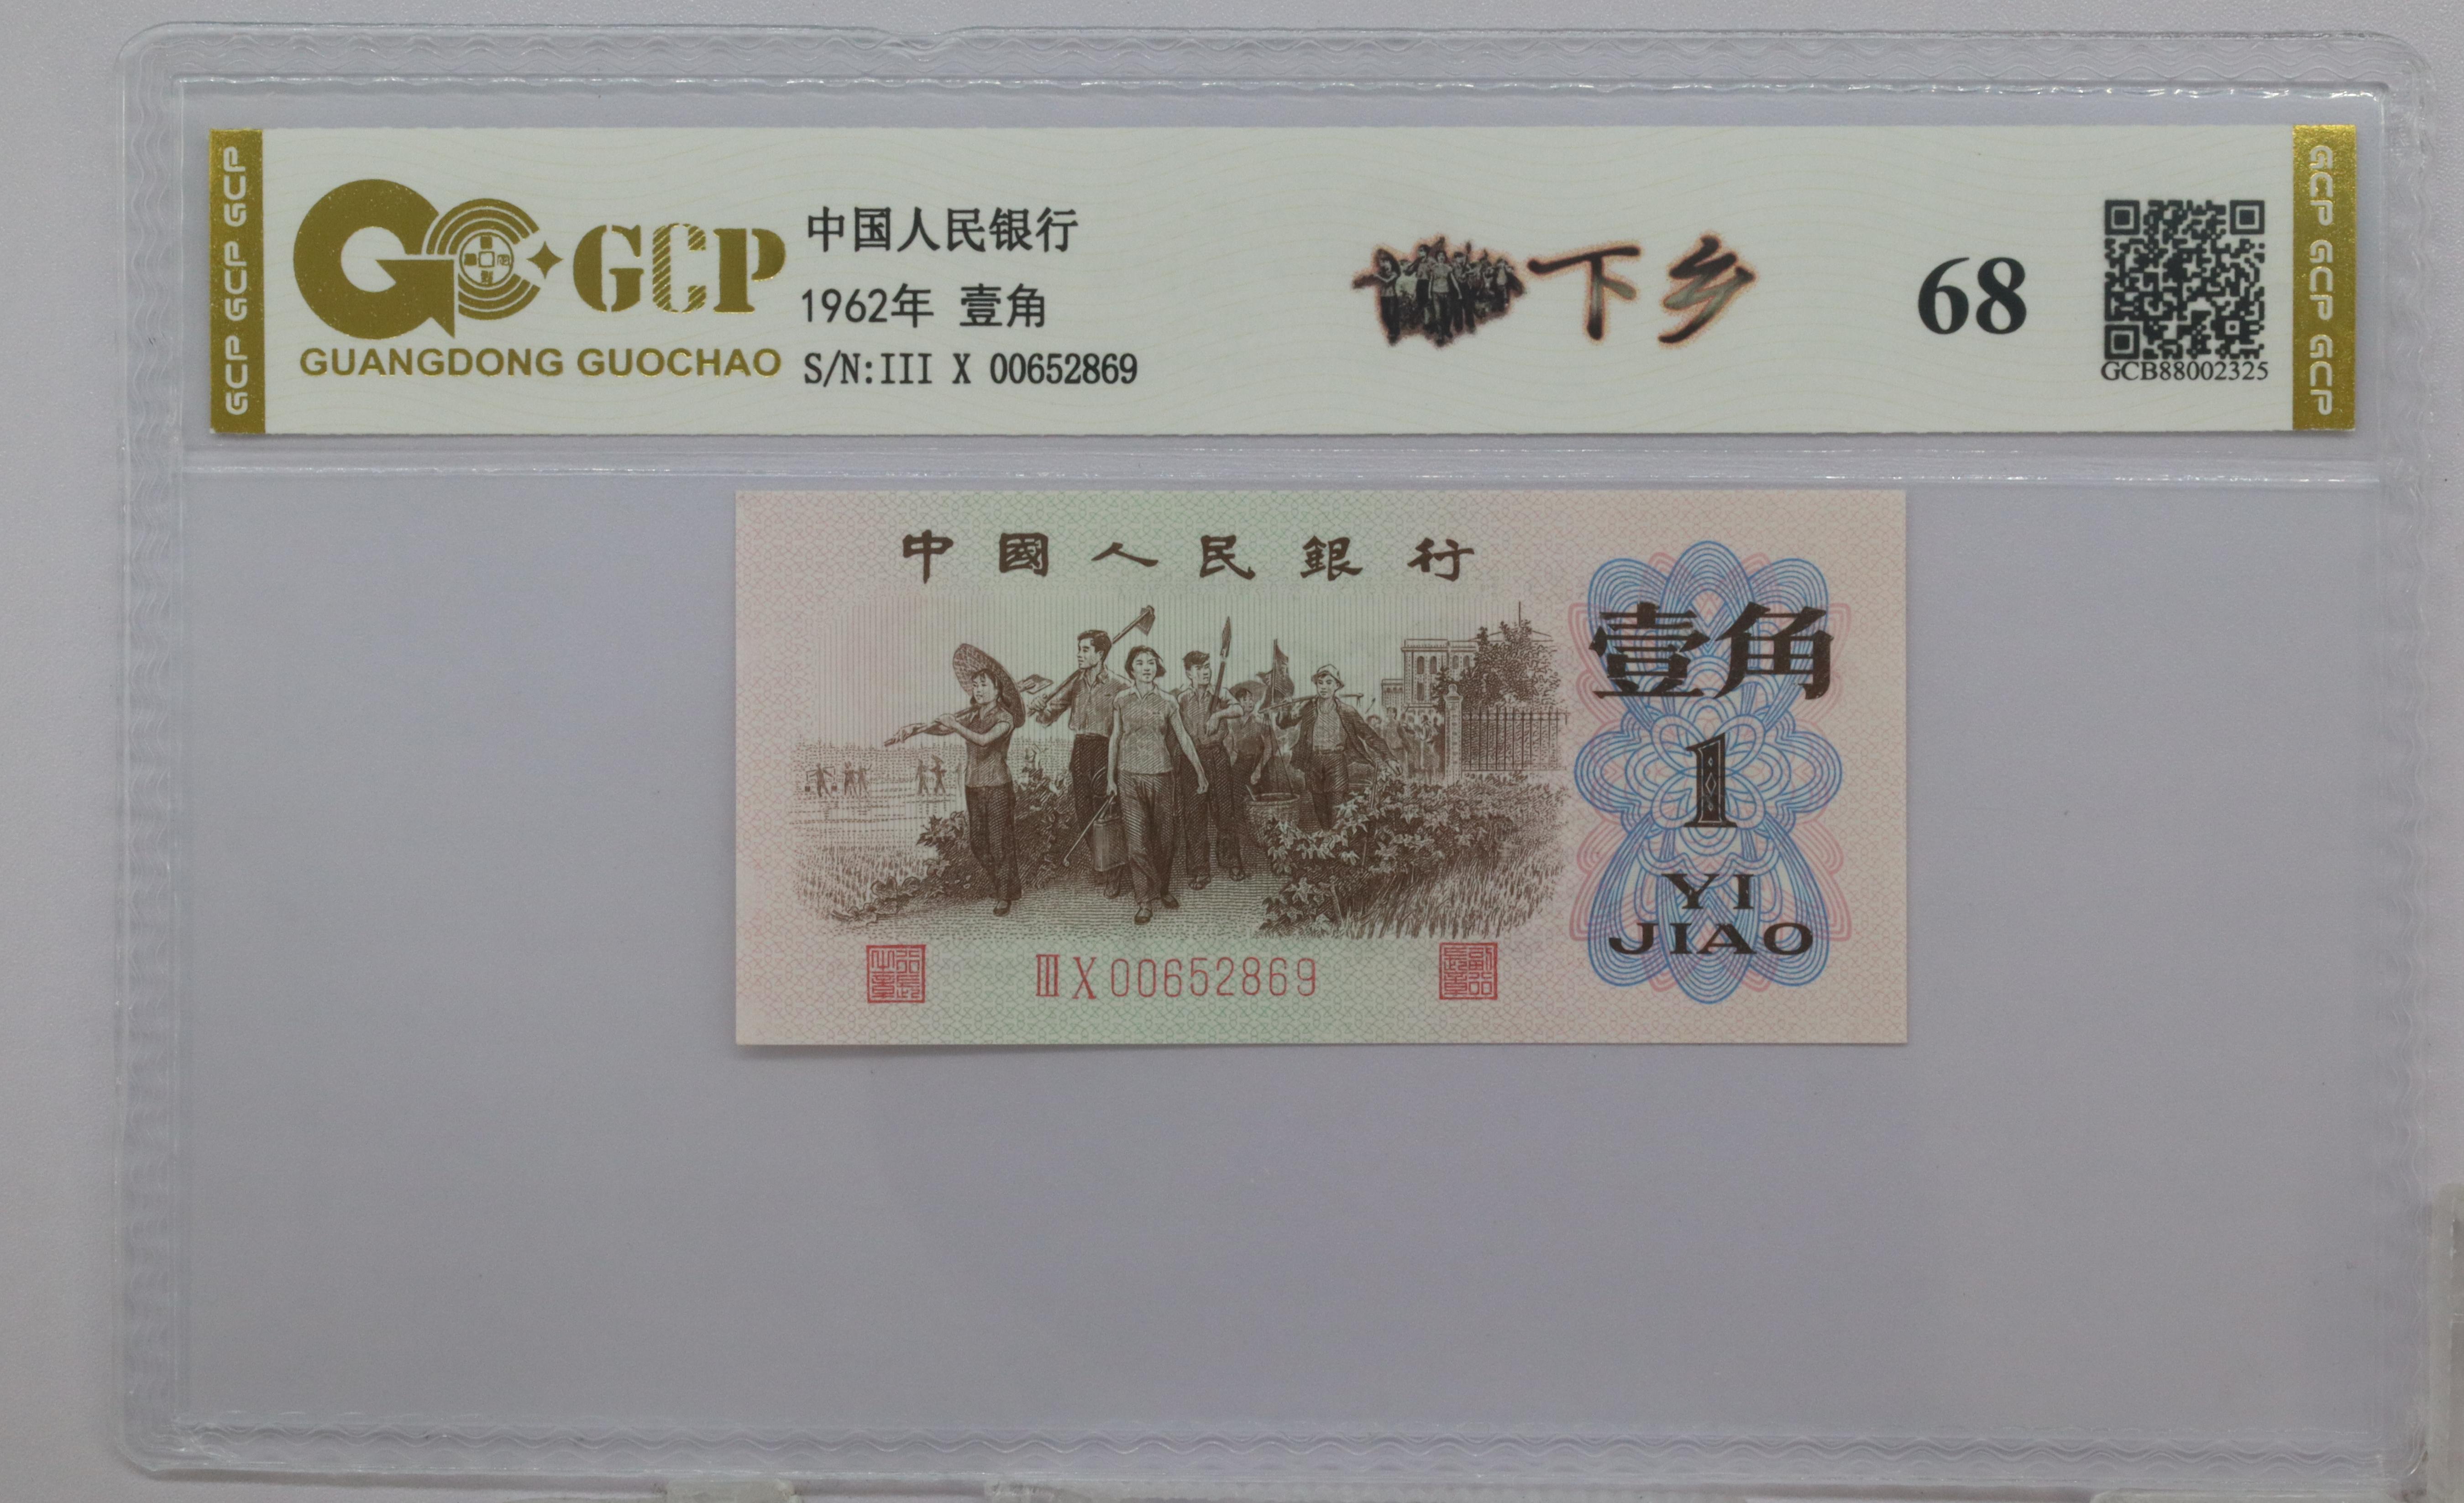 GCP GCP GCP
GCP
GUANGDONG GUOCHAO
中国人民银行
1962年 壹角
S/N:III X 00652869
下乡
68
GCB88002325
GCP GCP GCP
中國人民銀行
壹角
1
YI
JIAO
III X 00652869